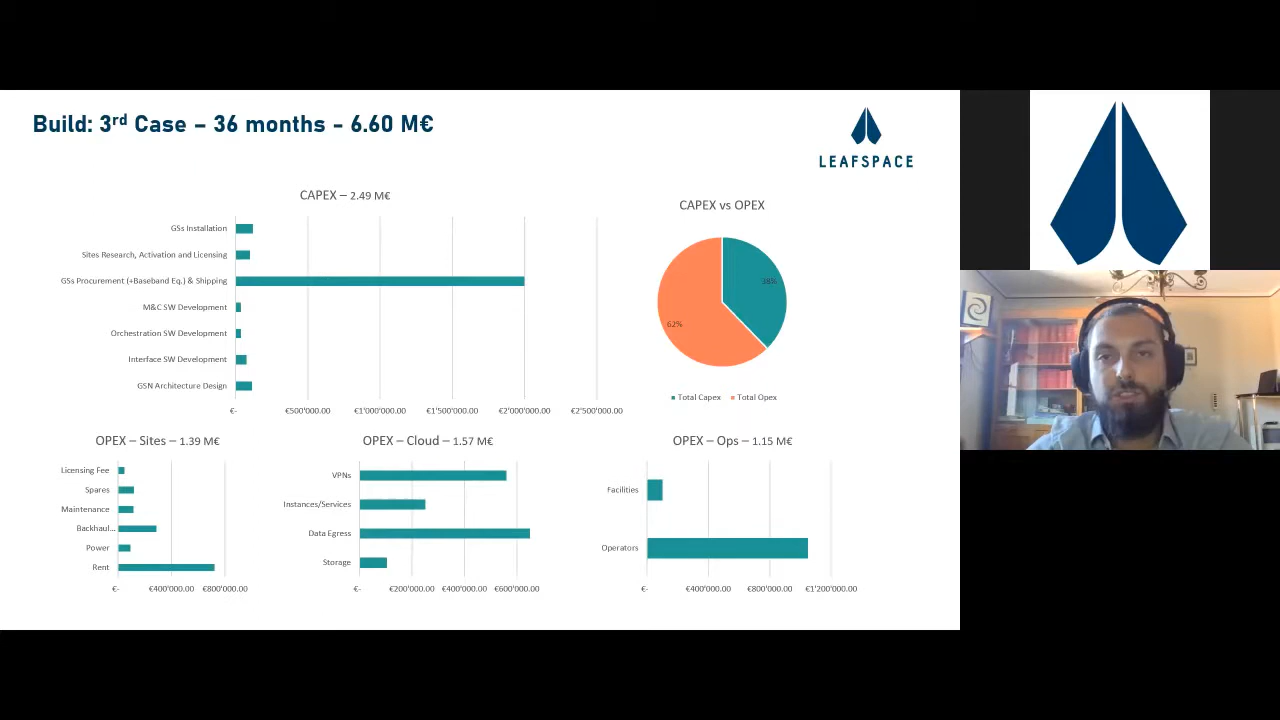 Build: 3rd Case – 36 months - 6.60 M€
LEAFSPACE
CAPEX – 2.49 M€
GSs Installation
Sites Research, Activation and Licensing
GSs Procurement (+Baseband Eq.) & Shipping
M&C SW Development
Orchestration SW Development
Interface SW Development
GSN Architecture Design
€- €500'000.00 €1'000'000.00 €1'500'000.00 €2'000'000.00 €2'500'000.00
CAPEX vs OPEX
38%
62%
Total Capex Total Opex
OPEX – Sites – 1.39 M€
Licensing Fee
Spares
Maintenance
Backhaul...
Power
Rent
€- €400'000.00 €800'000.00
OPEX – Cloud – 1.57 M€
VPNs
Instances/Services
Data Egress
Storage
€- €200'000.00 €400'000.00 €600'000.00
OPEX – Ops – 1.15 M€
Facilities
Operators
€- €400'000.00 €800'000.00 €1'200'000.00